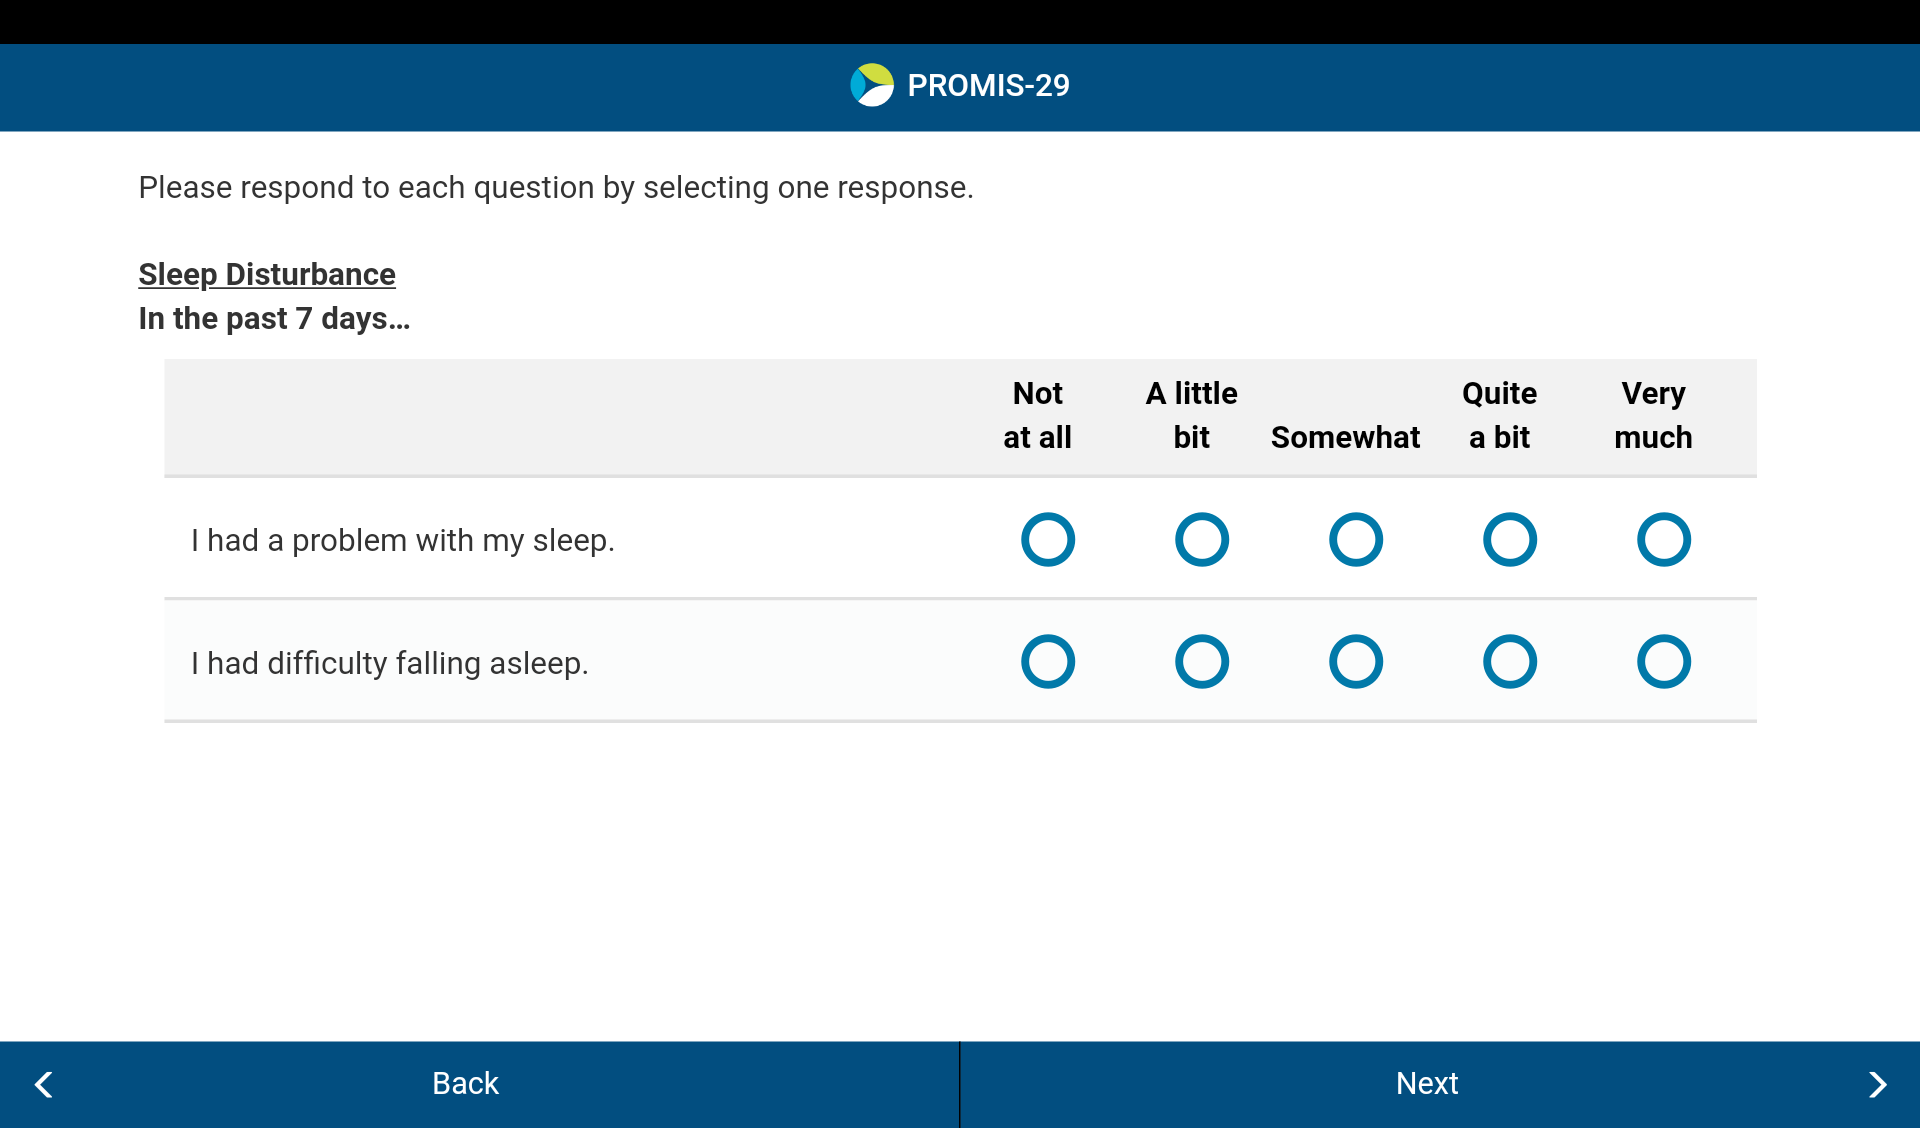 PROMIS-29
Please respond to each question by selecting one response.
Sleep Disturbance
In the past 7 days...
Not at all
A little bit
Somewhat
Quite a bit
Very much
I had a problem with my sleep.
I had difficulty falling asleep.
Back
Next